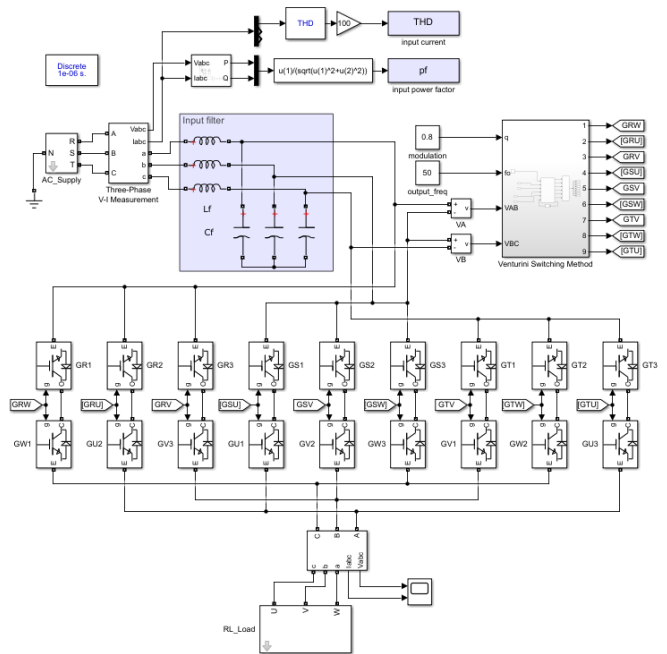 THD
100
THD
input current
Discrete
1e-06 s.
Vabc
Iabc
P
Q
u(1)/(sqrt(u(1)^2+u(2)^2))
pf
input power factor
N
R
S
T
AC_Supply
A
B
C
Vabc
Iabc
a
b
c
Three-Phase
V-I Measurement
Input filter
Lf
Cf
0.8
modulation
50
output_freq
+
-
v
VA
+
-
v
VB
q
fo
VAB
VBC
1
2
3
4
5
6
7
8
9
Venturini Switching Method
GRW
[GRU]
GRV
[GSU]
GSV
[GSW]
GTV
[GTW]
[GTU]
E E E E E E E E E
GR1 GR2 GR3 GS1 GS2 GS3 GT1 GT2 GT3
g C g C g C g C g C g C g C g C g C
GRW [GRU] GRV [GSU] GSV [GSW] GTV [GTW] [GTU]
g C g C g C g C g C g C g C g C g C
GW1 GU2 GV3 GU1 GV2 GW3 GV1 GW2 GU3
E E E E E E E E E
C B A
c b a Iabc Vabc
U V W
RL_Load